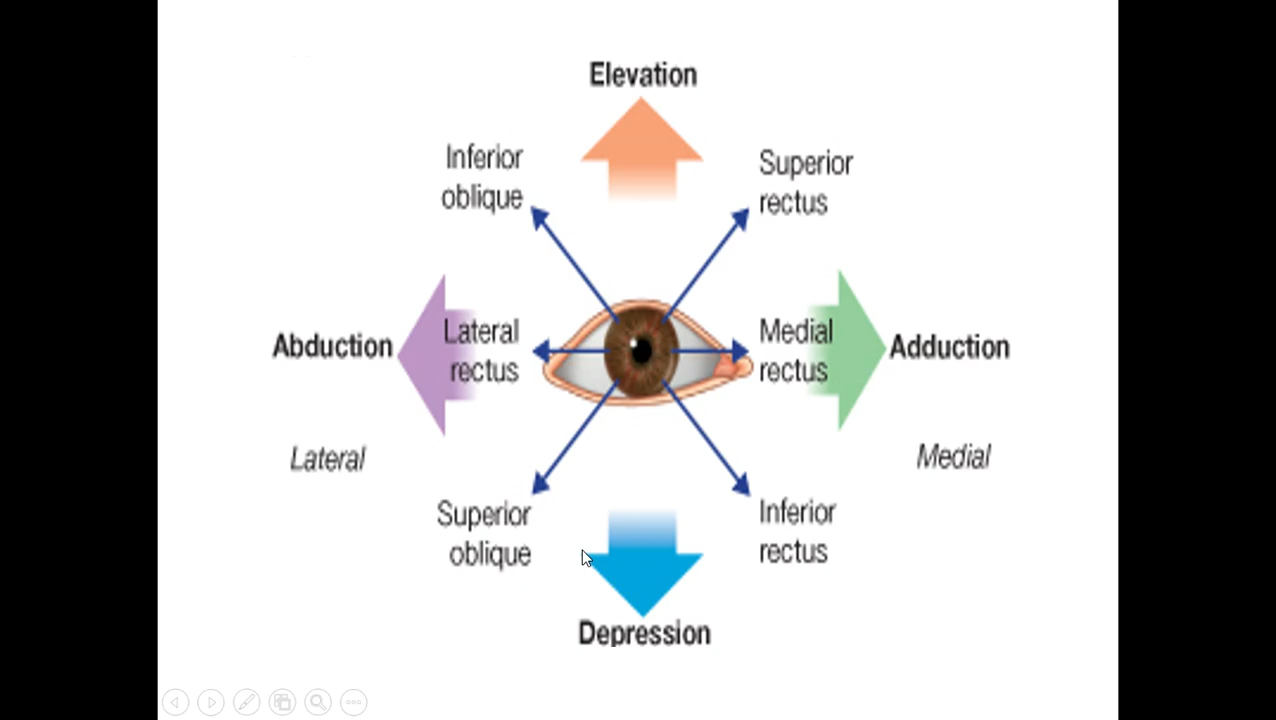 Elevation
Inferior
oblique
Superior
rectus
Abduction
Lateral
rectus
Medial
rectus
Adduction
Lateral
Medial
Superior
oblique
Inferior
rectus
Depression